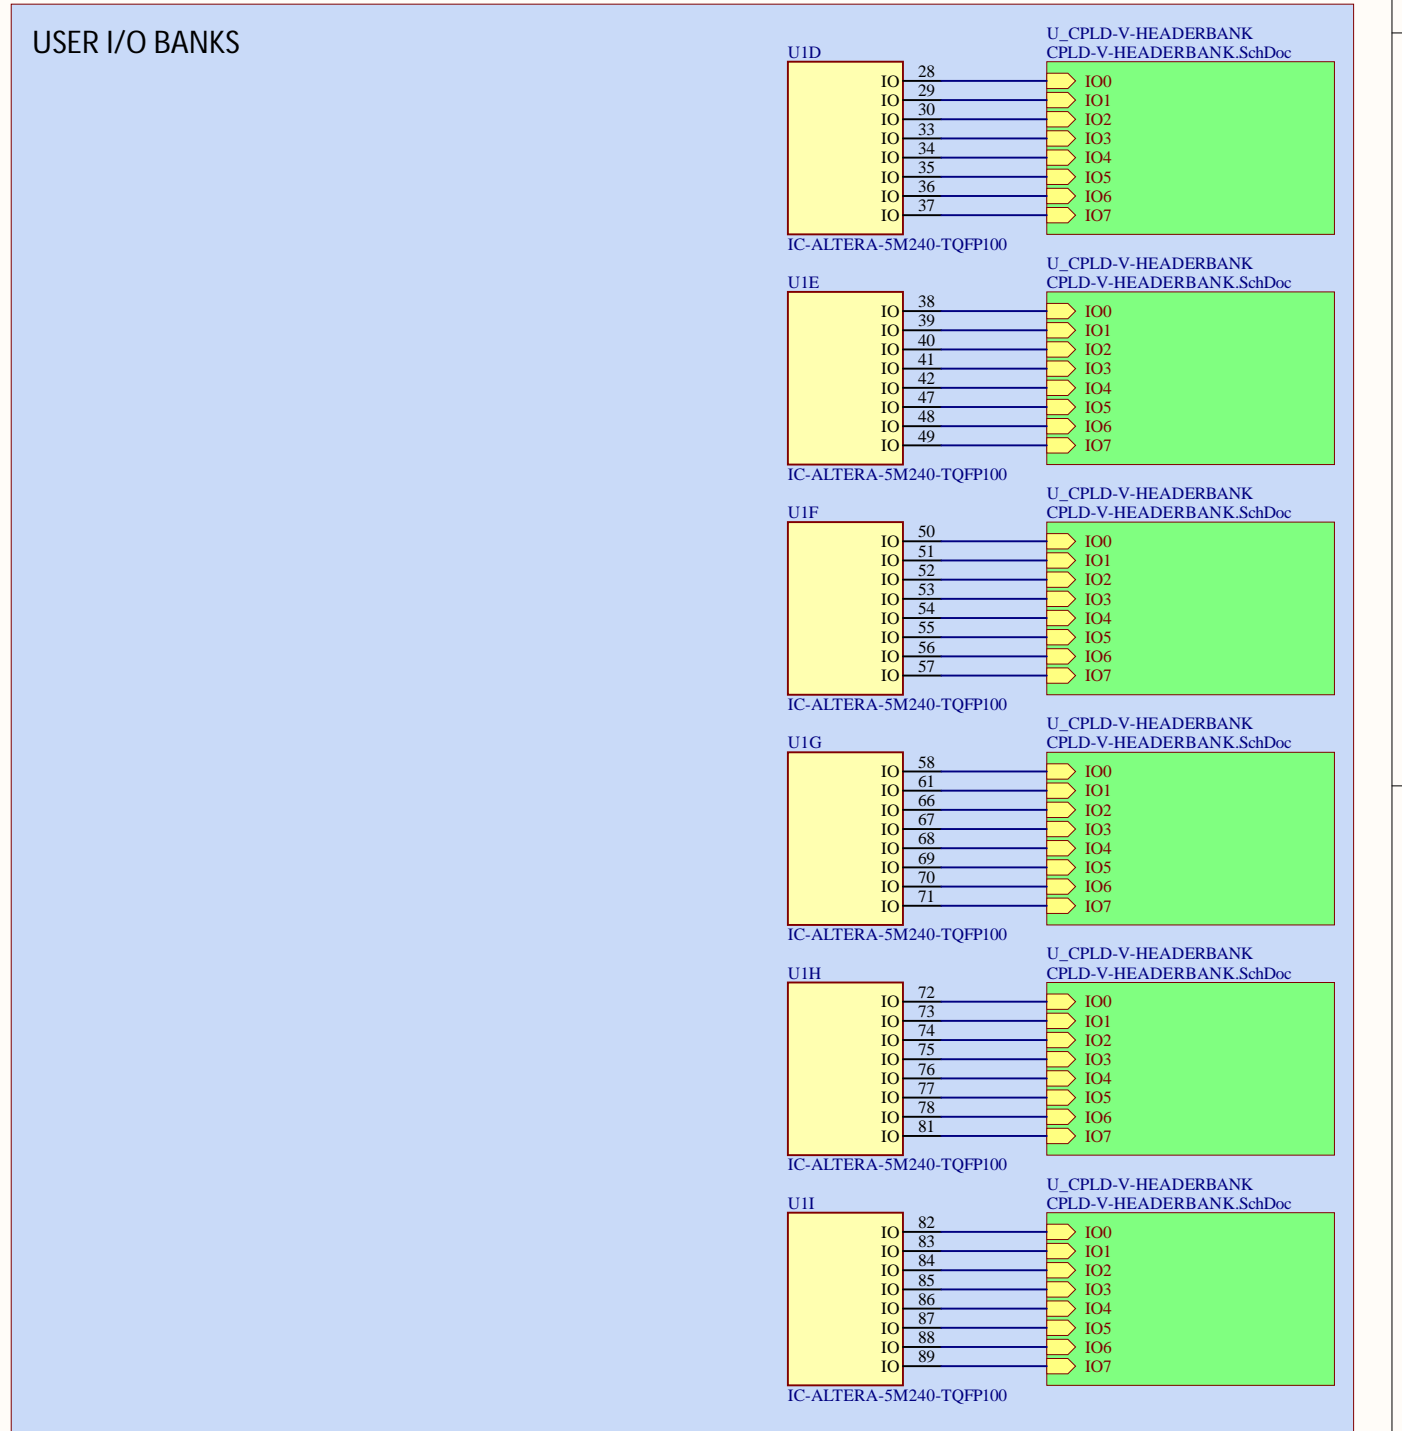 USER I/O BANKS
U_CPLD-V-HEADERBANK
U1D CPLD-V-HEADERBANK.SchDoc
IO 28 IO0
IO 29 IO1
IO 30 IO2
IO 33 IO3
IO 34 IO4
IO 35 IO5
IO 36 IO6
IO 37 IO7
IC-ALTERA-5M240-TQFP100
U_CPLD-V-HEADERBANK
U1E CPLD-V-HEADERBANK.SchDoc
IO 38 IO0
IO 39 IO1
IO 40 IO2
IO 41 IO3
IO 42 IO4
IO 47 IO5
IO 48 IO6
IO 49 IO7
IC-ALTERA-5M240-TQFP100
U_CPLD-V-HEADERBANK
U1F CPLD-V-HEADERBANK.SchDoc
IO 50 IO0
IO 51 IO1
IO 52 IO2
IO 53 IO3
IO 54 IO4
IO 55 IO5
IO 56 IO6
IO 57 IO7
IC-ALTERA-5M240-TQFP100
U_CPLD-V-HEADERBANK
U1G CPLD-V-HEADERBANK.SchDoc
IO 58 IO0
IO 61 IO1
IO 66 IO2
IO 67 IO3
IO 68 IO4
IO 69 IO5
IO 70 IO6
IO 71 IO7
IC-ALTERA-5M240-TQFP100
U_CPLD-V-HEADERBANK
U1H CPLD-V-HEADERBANK.SchDoc
IO 72 IO0
IO 73 IO1
IO 74 IO2
IO 75 IO3
IO 76 IO4
IO 77 IO5
IO 78 IO6
IO 81 IO7
IC-ALTERA-5M240-TQFP100
U_CPLD-V-HEADERBANK
U1I CPLD-V-HEADERBANK.SchDoc
IO 82 IO0
IO 83 IO1
IO 84 IO2
IO 85 IO3
IO 86 IO4
IO 87 IO5
IO 88 IO6
IO 89 IO7
IC-ALTERA-5M240-TQFP100